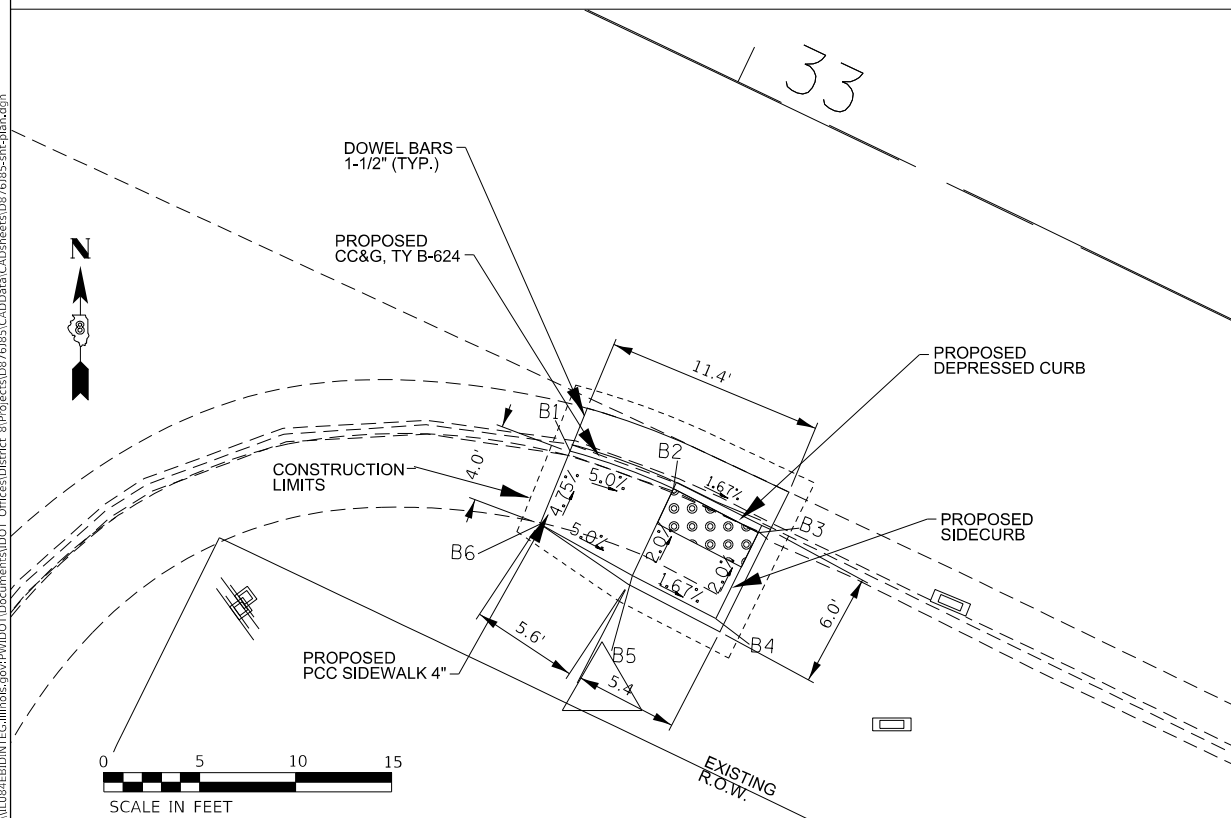 33
DOWEL BARS
1-1/2" (TYP.)
N
8
PROPOSED
CC&G, TY B-624
PROPOSED
DEPRESSED CURB
11.4'
B1
B2
CONSTRUCTION
LIMITS
4.0'
5.0%
4.75%
1.67%
B3
PROPOSED
SIDECURB
B6
5.0%
2.0%
2.0%
1.67%
6.0'
5.6'
B4
PROPOSED
PCC SIDEWALK 4"
B5
5.4
EXISTING
R.O.W.
0 5 10 15
SCALE IN FEET